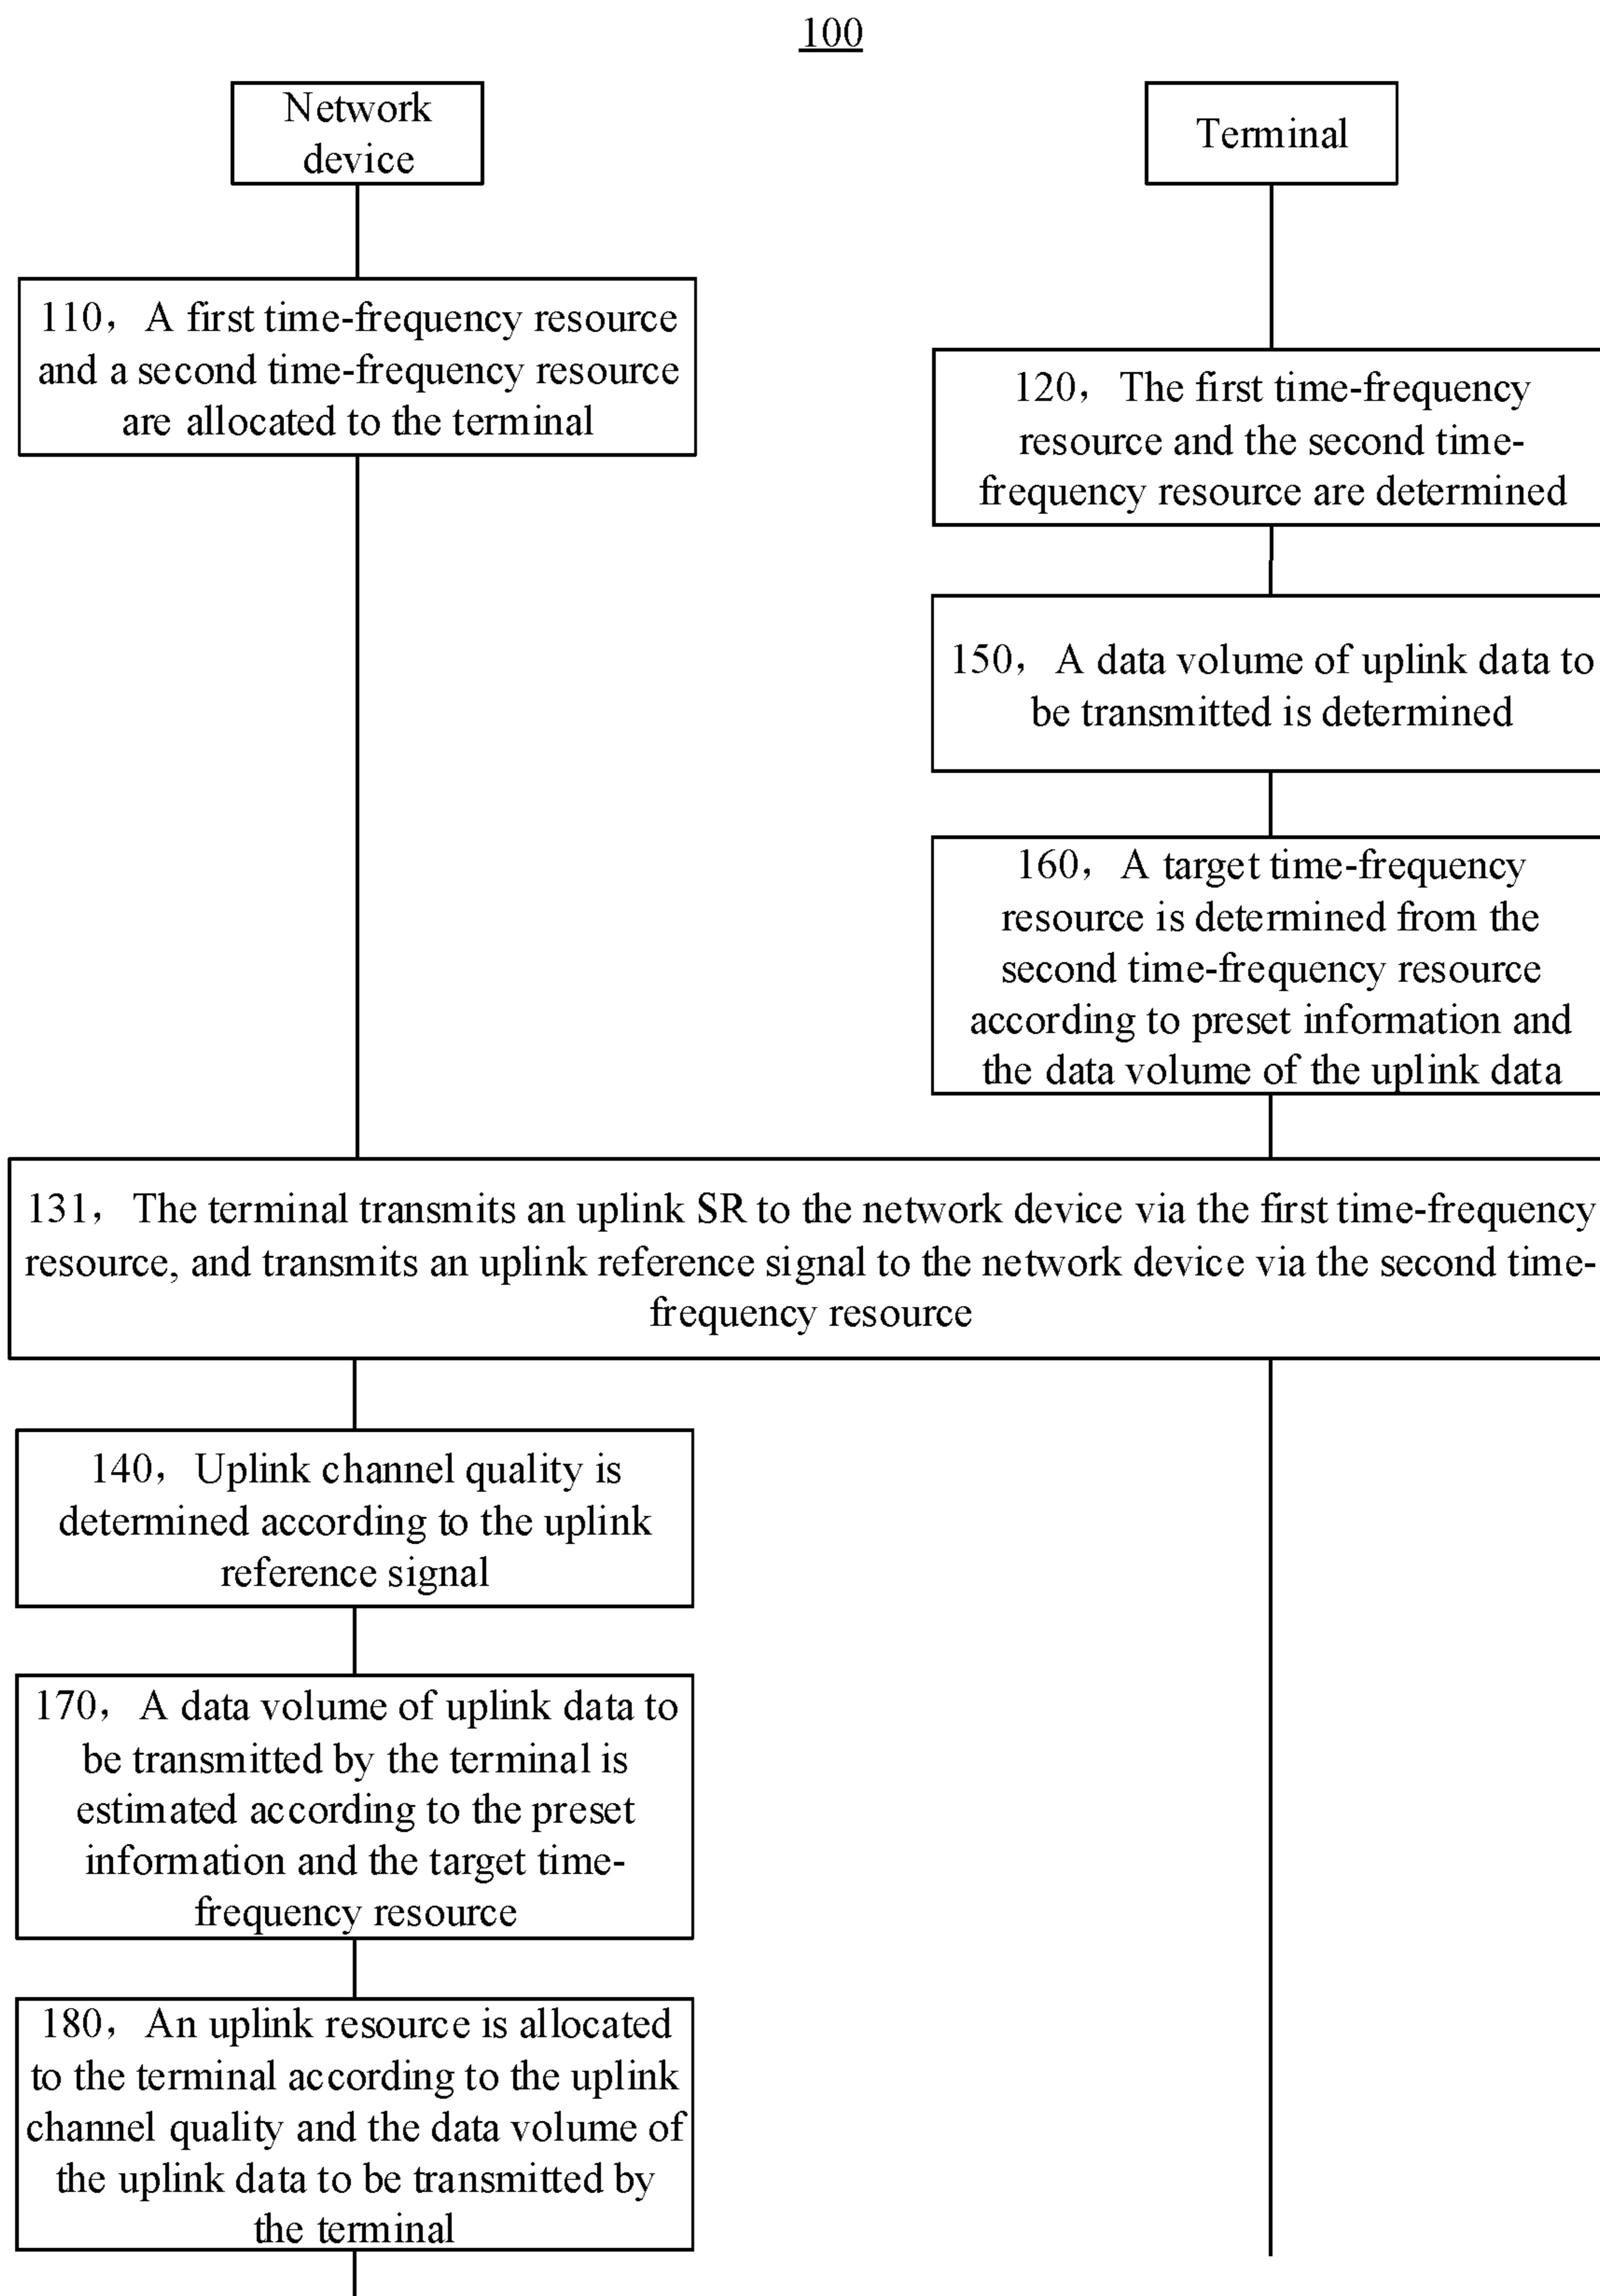 100
Network
device
Terminal
110, A first time-frequency resource
and a second time-frequency resource
are allocated to the terminal
120, The first time-frequency
resource and the second time-
frequency resource are determined
150, A data volume of uplink data to
be transmitted is determined
160, A target time-frequency
resource is determined from the
second time-frequency resource
according to preset information and
the data volume of the uplink data
131, The terminal transmits an uplink SR to the network device via the first time-frequency
resource, and transmits an uplink reference signal to the network device via the second time-
frequency resource
140, Uplink channel quality is
determined according to the uplink
reference signal
170, A data volume of uplink data to
be transmitted by the terminal is
estimated according to the preset
information and the target time-
frequency resource
180, An uplink resource is allocated
to the terminal according to the uplink
channel quality and the data volume of
the uplink data to be transmitted by
the terminal